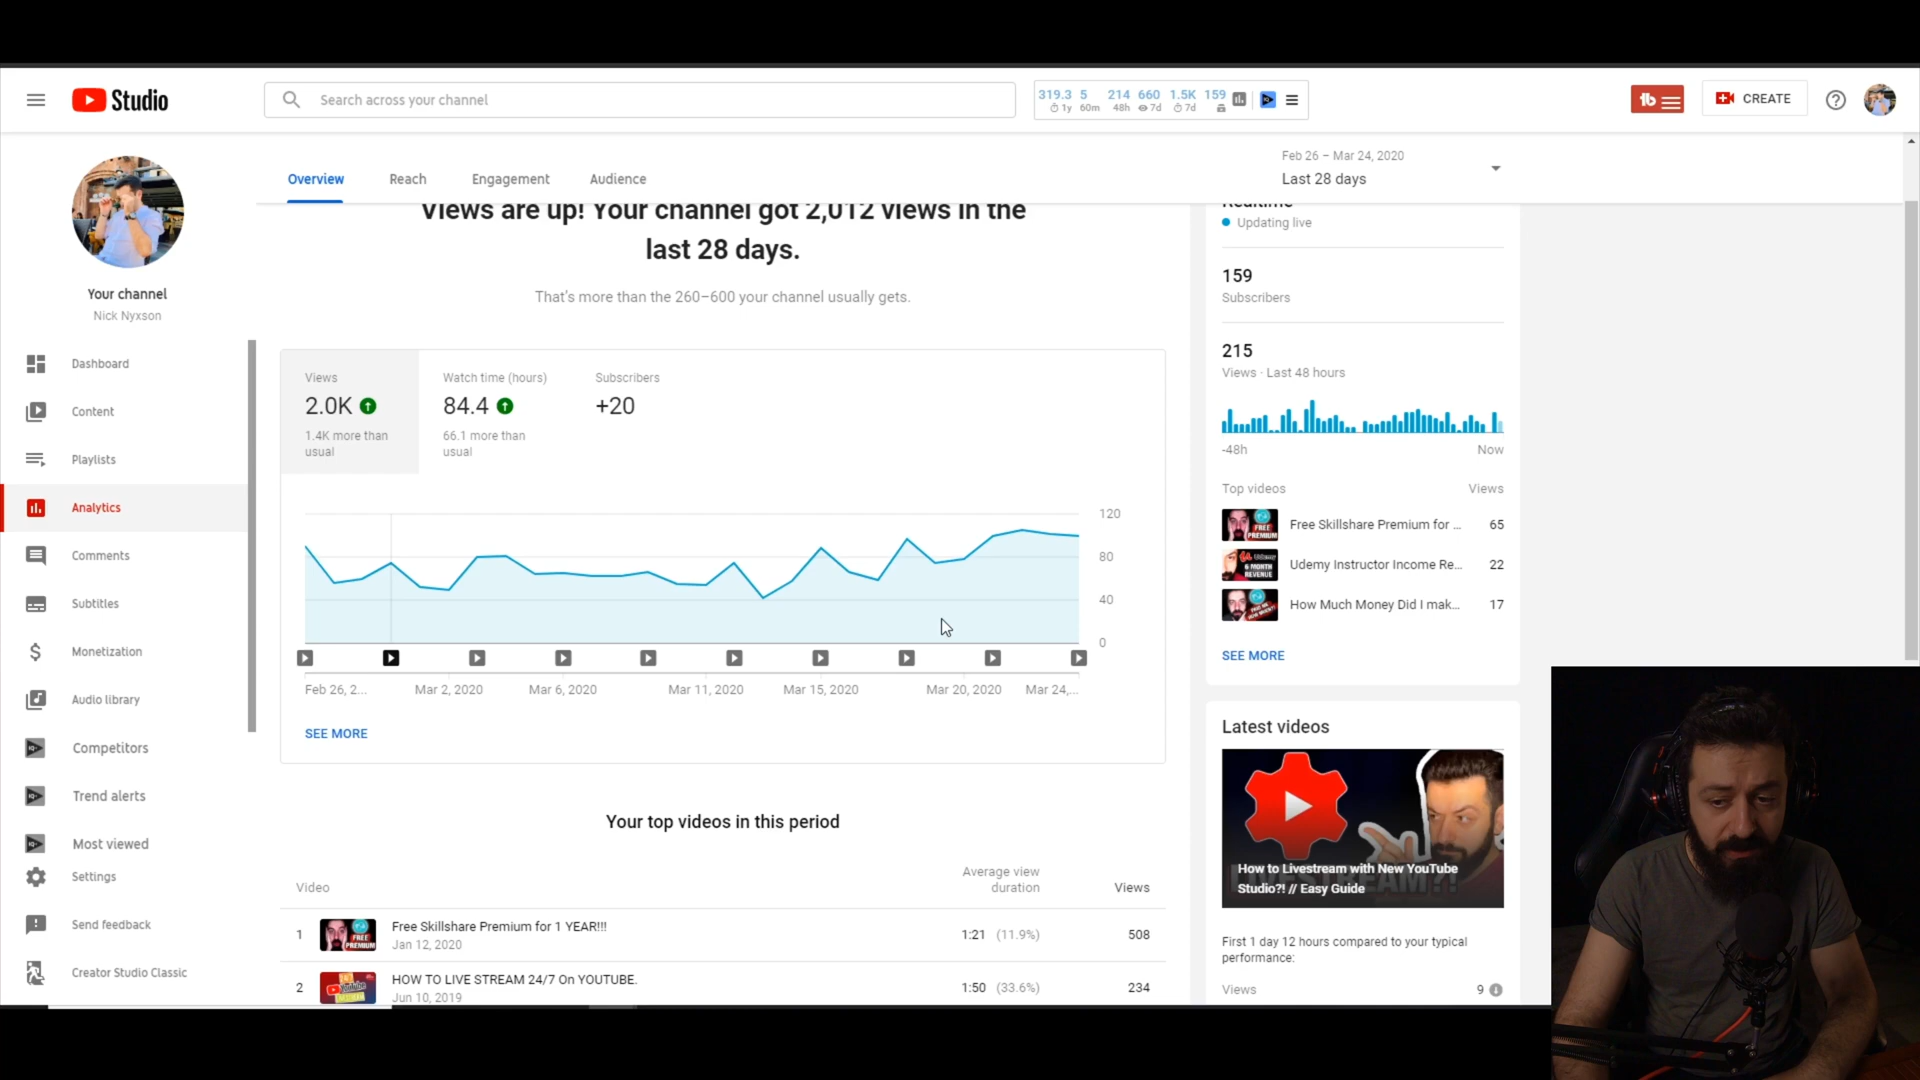 Studio
Search across your channel
319.3 5 214 660 1.5K 159
1y 60m 48h 7d 7d
CREATE
Your channel
Nick Nyxson
Dashboard
Content
Playlists
Analytics
Comments
Subtitles
Monetization
Audio library
Competitors
Trend alerts
Most viewed
Settings
Send feedback
Creator Studio Classic
Overview Reach Engagement Audience
Feb 26 – Mar 24, 2020
Last 28 days
Views are up! Your channel got 2,012 views in the
last 28 days.
That's more than the 260–600 your channel usually gets.
Views
2.0K
1.4K more than
usual
Watch time (hours)
84.4
66.1 more than
usual
Subscribers
+20
120
80
40
0
Feb 26, 2... Mar 2, 2020 Mar 6, 2020 Mar 11, 2020 Mar 15, 2020 Mar 20, 2020 Mar 24,...
SEE MORE
Your top videos in this period
Video Average view
duration Views
1 Free Skillshare Premium for 1 YEAR!!! 1:21 (11.9%) 508
Jan 12, 2020
2 HOW TO LIVE STREAM 24/7 On YOUTUBE. 1:50 (33.6%) 234
Jun 10, 2019
Realtime
Updating live
159
Subscribers
215
Views · Last 48 hours
-48h Now
Top videos Views
FREE
PREMIUM
Free Skillshare Premium for ... 65
6 MONTH
REVENUE
Udemy Instructor Income Re... 22
How Much Money Did I mak... 17
SEE MORE
Latest videos
How to Livestream with New YouTube
Studio?! // Easy Guide
First 1 day 12 hours compared to your typical
performance:
Views 9